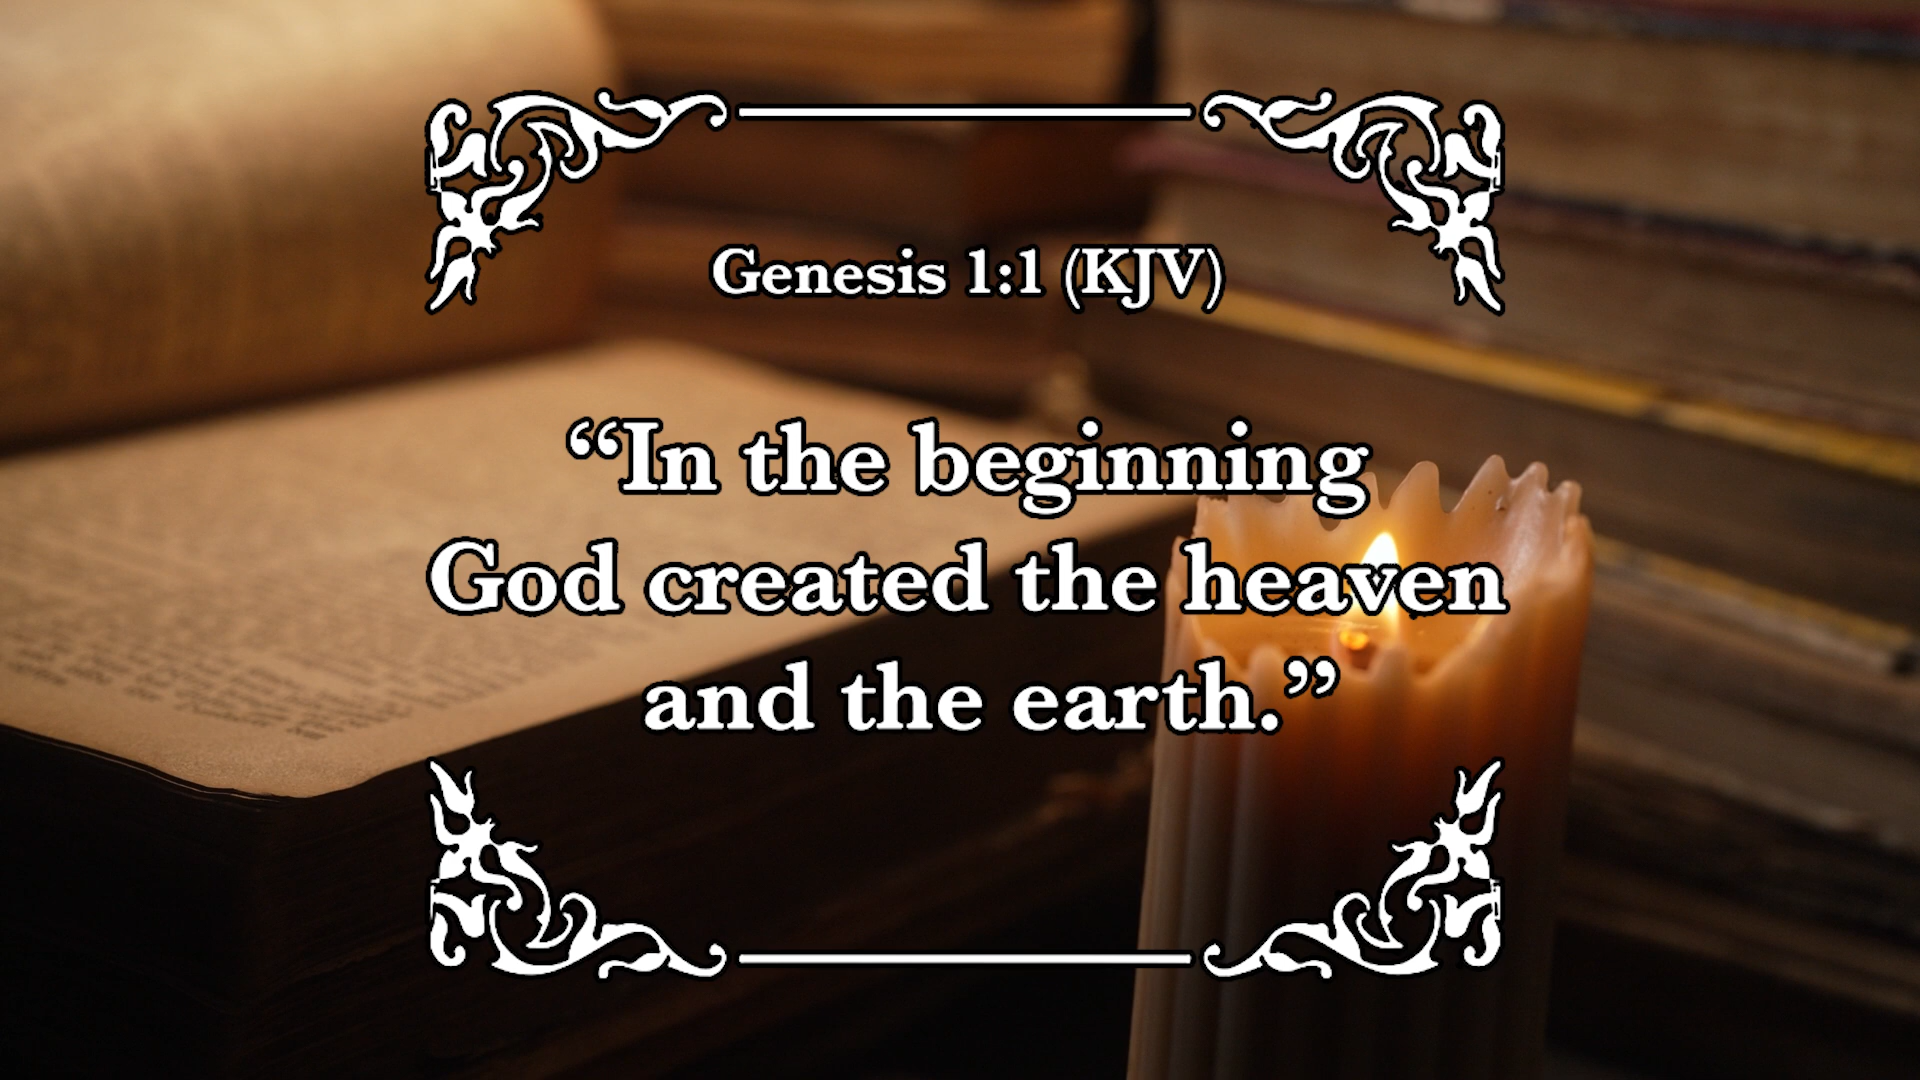 Genesis 1:1 (KJV)
“In the beginning
God created the heaven
and the earth.”